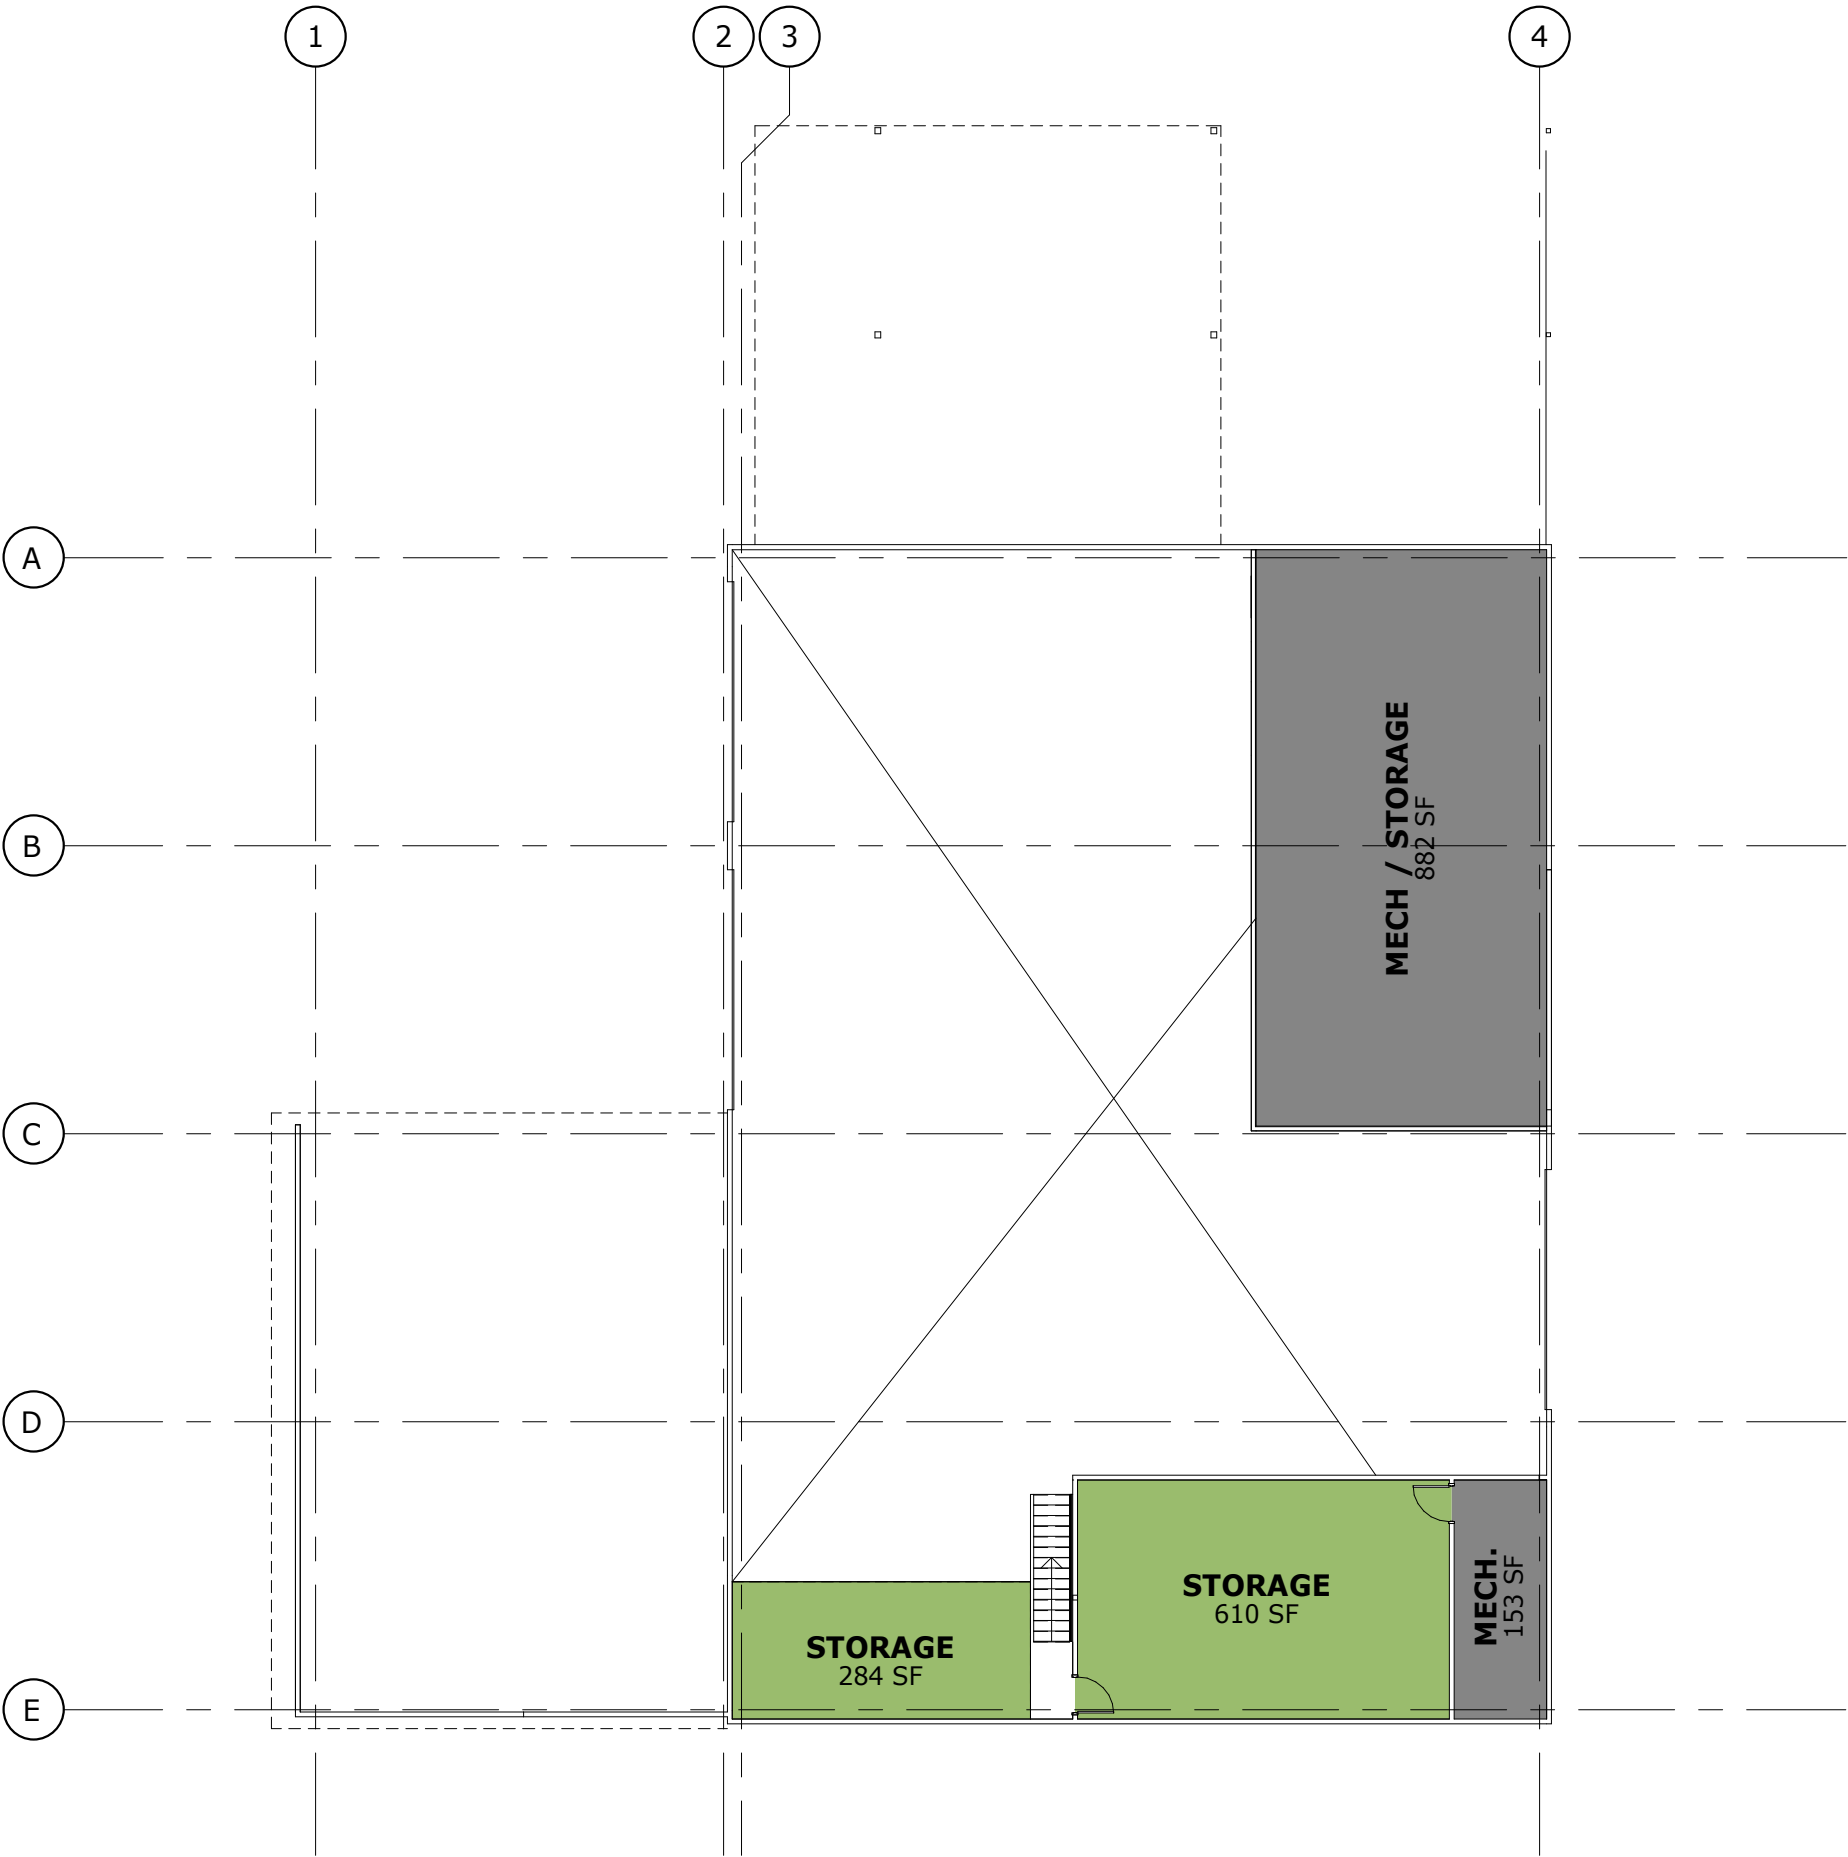 1
2
3
4
A
B
C
D
E
MECH / STORAGE
882 SF
STORAGE
610 SF
MECH.
153 SF
STORAGE
284 SF